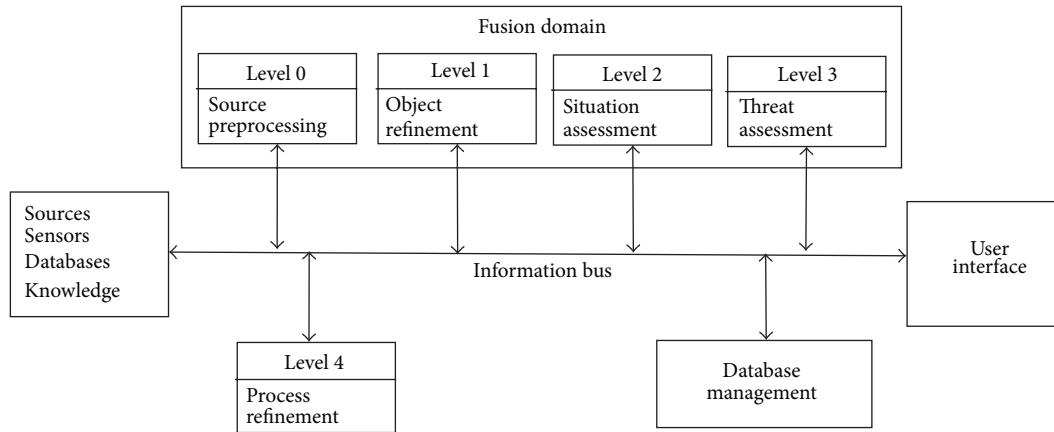 Fusion domain
Level 0
Source
preprocessing
Level 1
Object
refinement
Level 2
Situation
assessment
Level 3
Threat
assessment
Sources
Sensors
Databases
Knowledge
Information bus
User
interface
Level 4
Process
refinement
Database
management